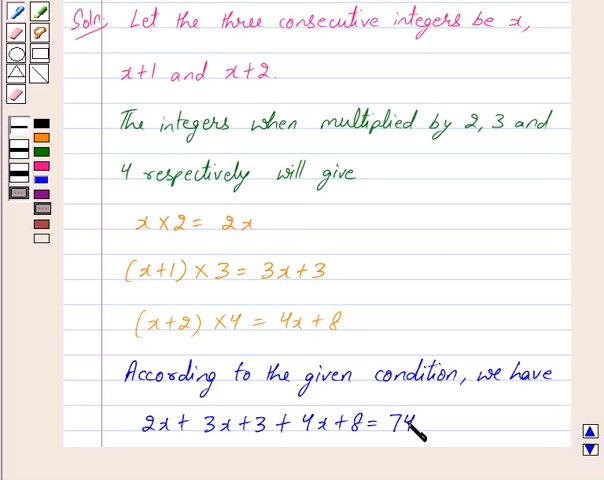 Soln: Let the three consecutive integers be x,
x+1 and x+2.
The integers when multiplied by 2, 3 and
4 respectively will give
x × 2 = 2x
(x+1) × 3 = 3x+3
(x+2) × 4 = 4x+8
According to the given condition, we have
2x + 3x+3 + 4x+8 = 74